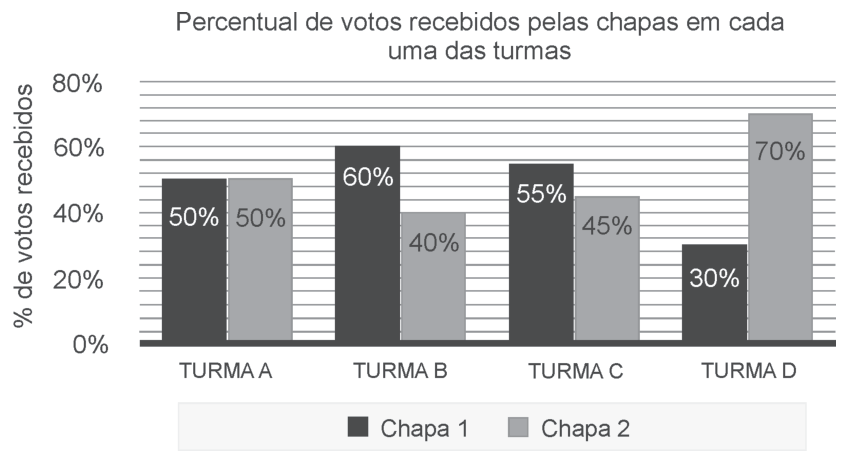 Percentual de votos recebidos pelas chapas em cada
uma das turmas
% de votos recebidos
80%
60%
40%
20%
0%
50%
50%
60%
40%
55%
45%
30%
70%
TURMA A
TURMA B
TURMA C
TURMA D
Chapa 1
Chapa 2